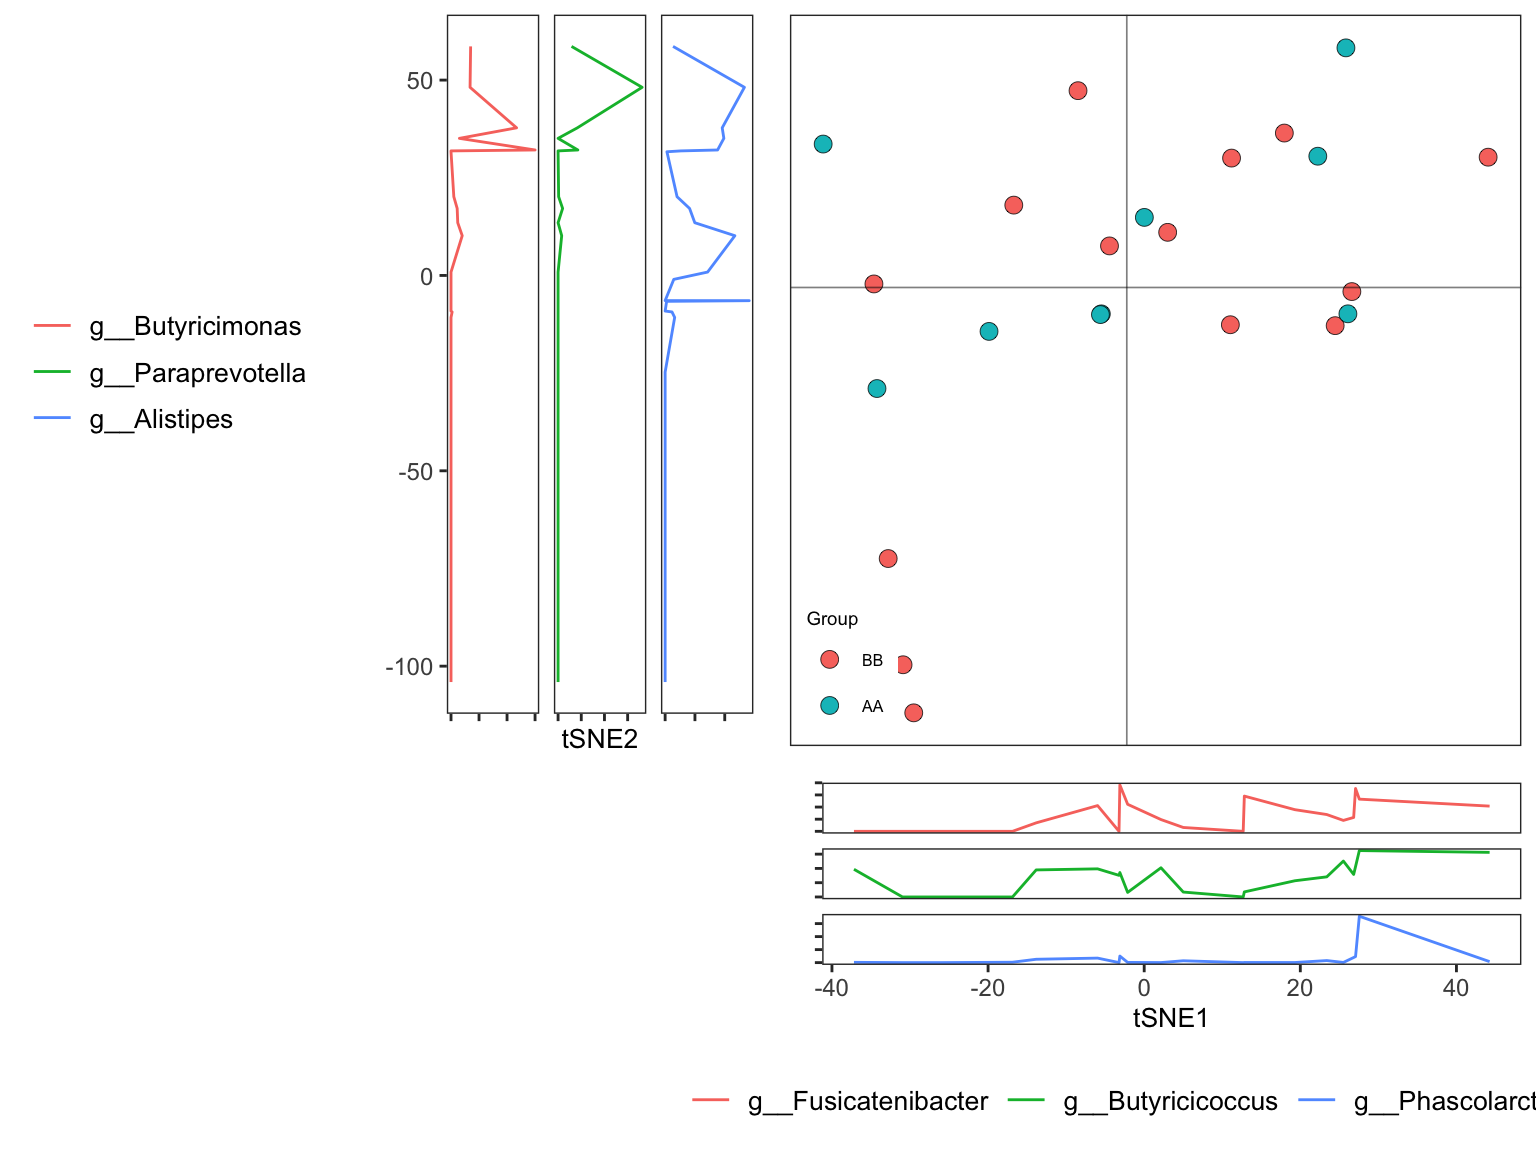 50
0
-50
-100
g__Butyricimonas
g__Paraprevotella
g__Alistipes
tSNE2
Group
BB
AA
-40 -20 0 20 40
tSNE1
g__Fusicatenibacter g__Butyricicoccus g__Phascolarct